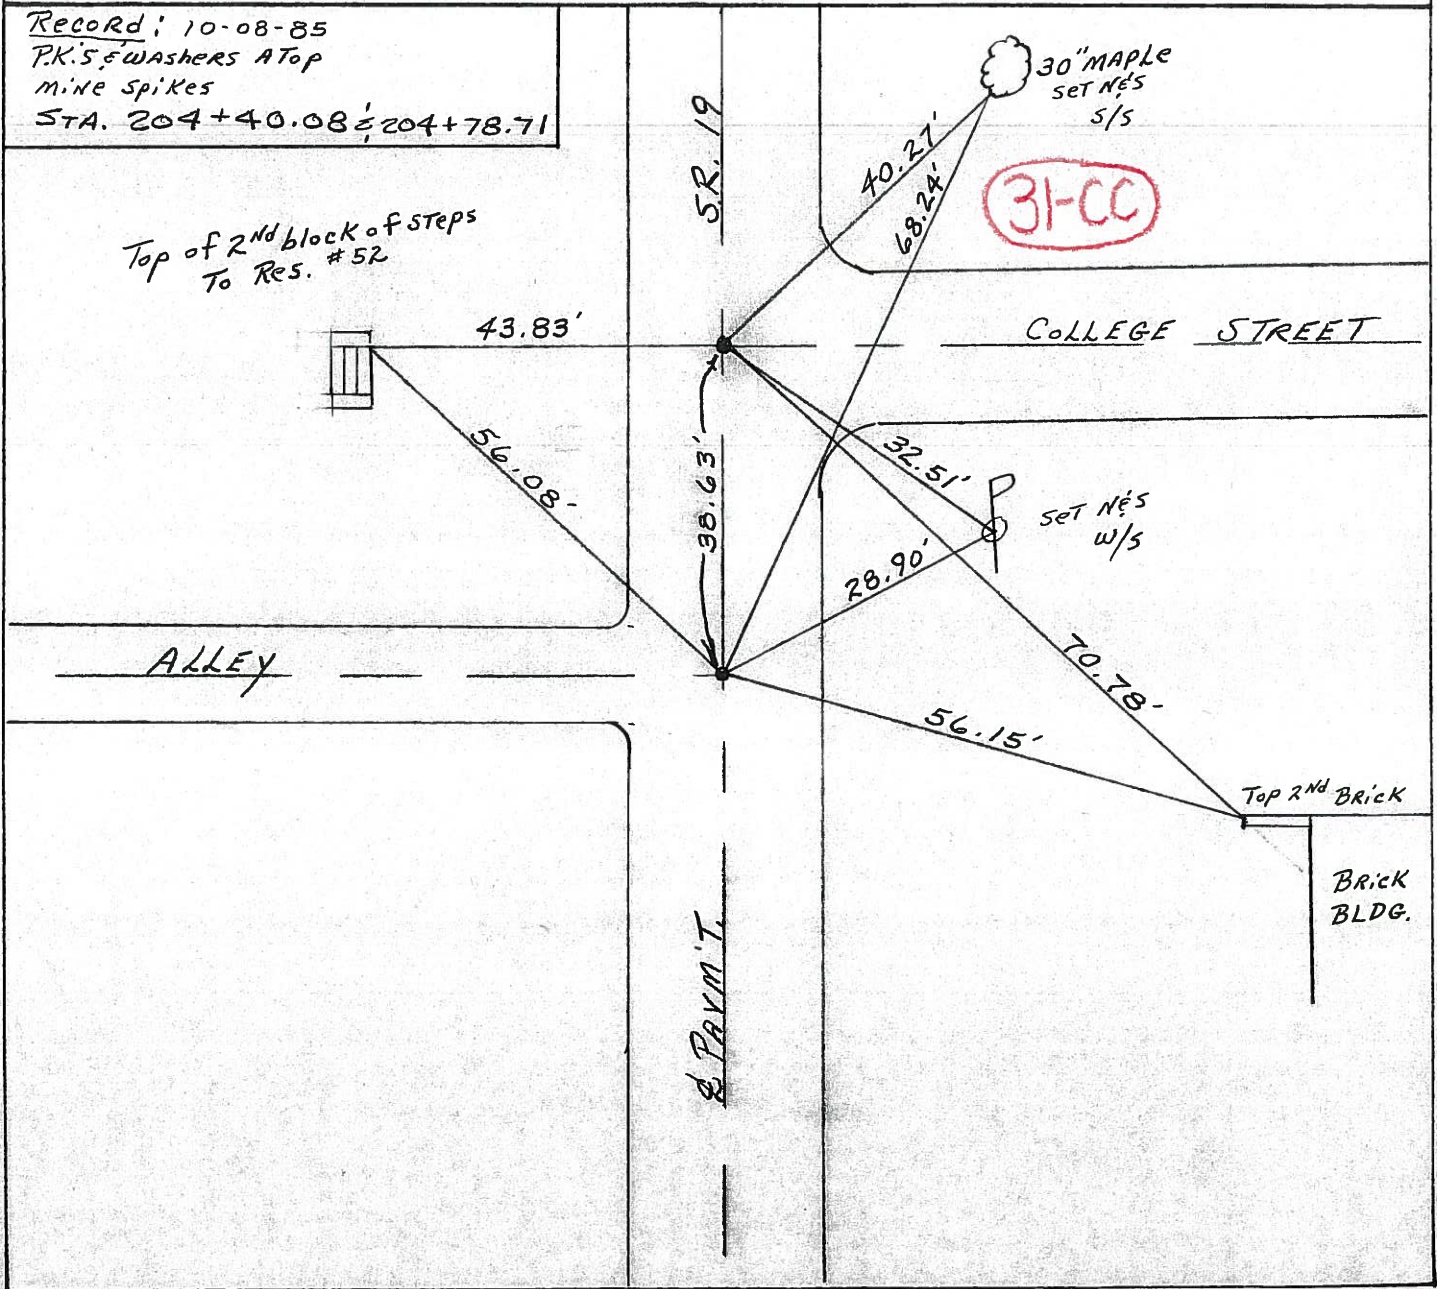 Record: 10-08-85
P.K.'s & washers Atop
mine spikes
STA. 204+40.08 & 204+78.71
S.R. 19
30" MAPLE
SET N&S
S/S
40.27'
68.24'
31-CC
Top of 2nd block of steps
To Res. #52
43.83'
COLLEGE STREET
56.08'
38.63'
32.51'
SET N&S
W/S
28.90'
ALLEY
70.78'
56.15'
Top 2nd Brick
BRICK
BLDG.
℄ PAVM'T.